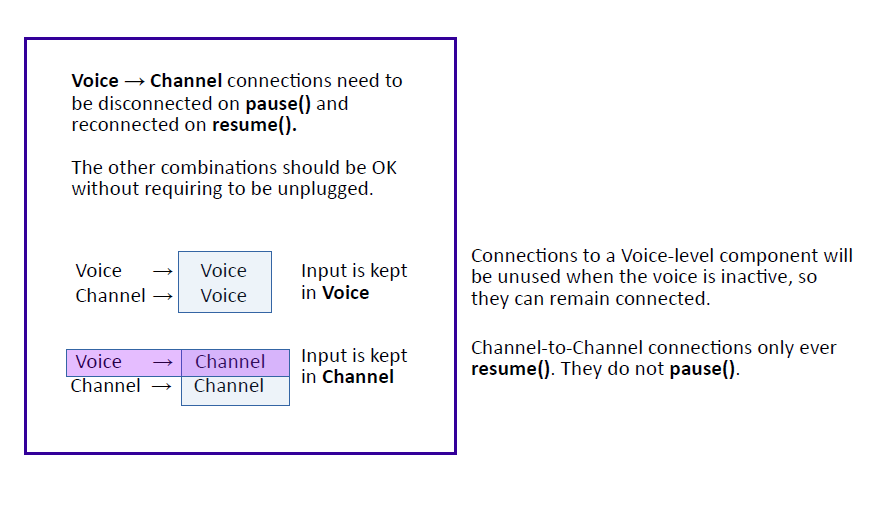 Voice → Channel connections need to
be disconnected on pause() and
reconnected on resume().
The other combinations should be OK
without requiring to be unplugged.
Voice → Voice
Channel → Voice
Input is kept
in Voice
Voice → Channel
Channel → Channel
Input is kept
in Channel
Connections to a Voice-level component will
be unused when the voice is inactive, so
they can remain connected.
Channel-to-Channel connections only ever
resume(). They do not pause().